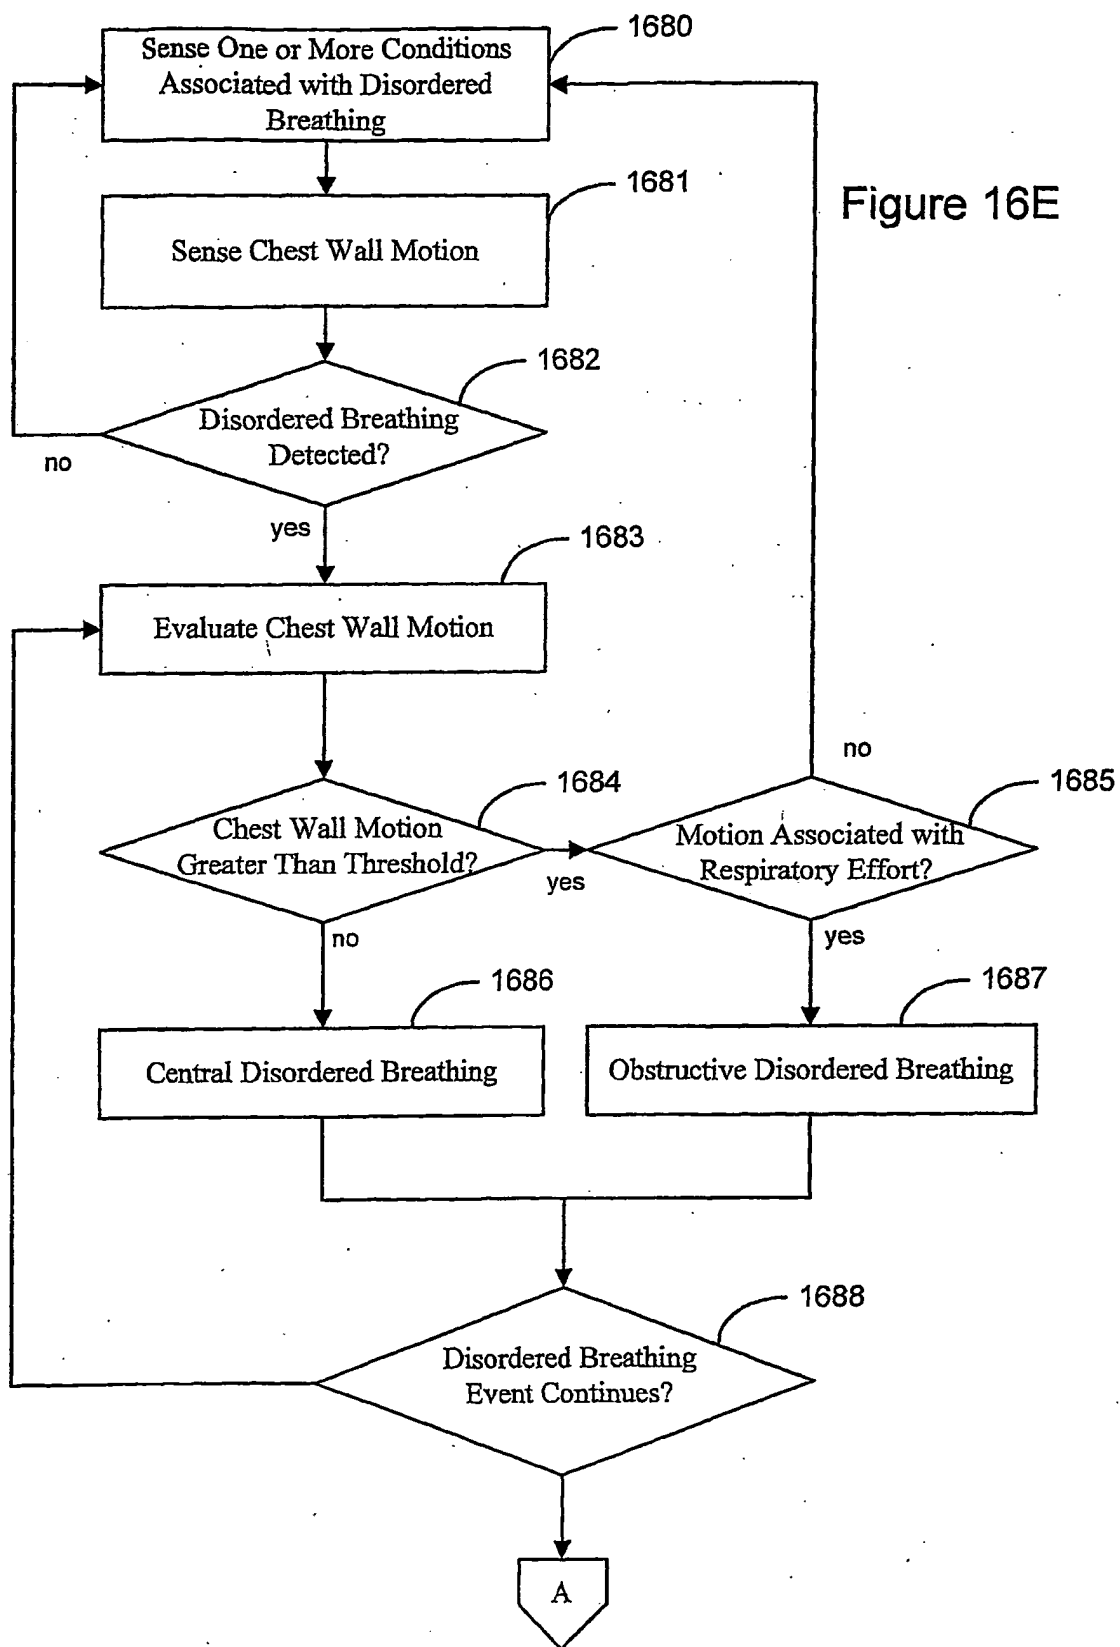 1680
Sense One or More Conditions
Associated with Disordered
Breathing
1681
Sense Chest Wall Motion
Figure 16E
1682
Disordered Breathing
Detected?
no
yes
1683
Evaluate Chest Wall Motion
no
1684
1685
Chest Wall Motion
Greater Than Threshold?
yes
Motion Associated with
Respiratory Effort?
no
yes
1686
1687
Central Disordered Breathing
Obstructive Disordered Breathing
1688
Disordered Breathing
Event Continues?
A